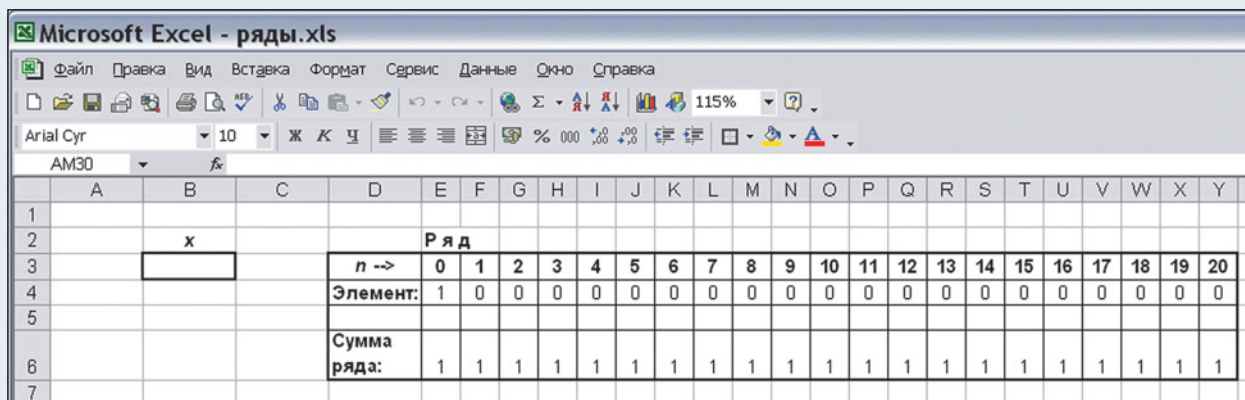 Microsoft Excel - ряды.xls
Файл Правка Вид Вставка Формат Сервис Данные Окно Справка
115%
Arial Cyr 10 Ж К Ч % 000
AM30 fx
A B C D E F G H I J K L M N O P Q R S T U V W X Y
1
2 x Р я д
3 n --> 0 1 2 3 4 5 6 7 8 9 10 11 12 13 14 15 16 17 18 19 20
4 Элемент: 1 0 0 0 0 0 0 0 0 0 0 0 0 0 0 0 0 0 0 0 0
5
Сумма
6 ряда: 1 1 1 1 1 1 1 1 1 1 1 1 1 1 1 1 1 1 1 1 1
7